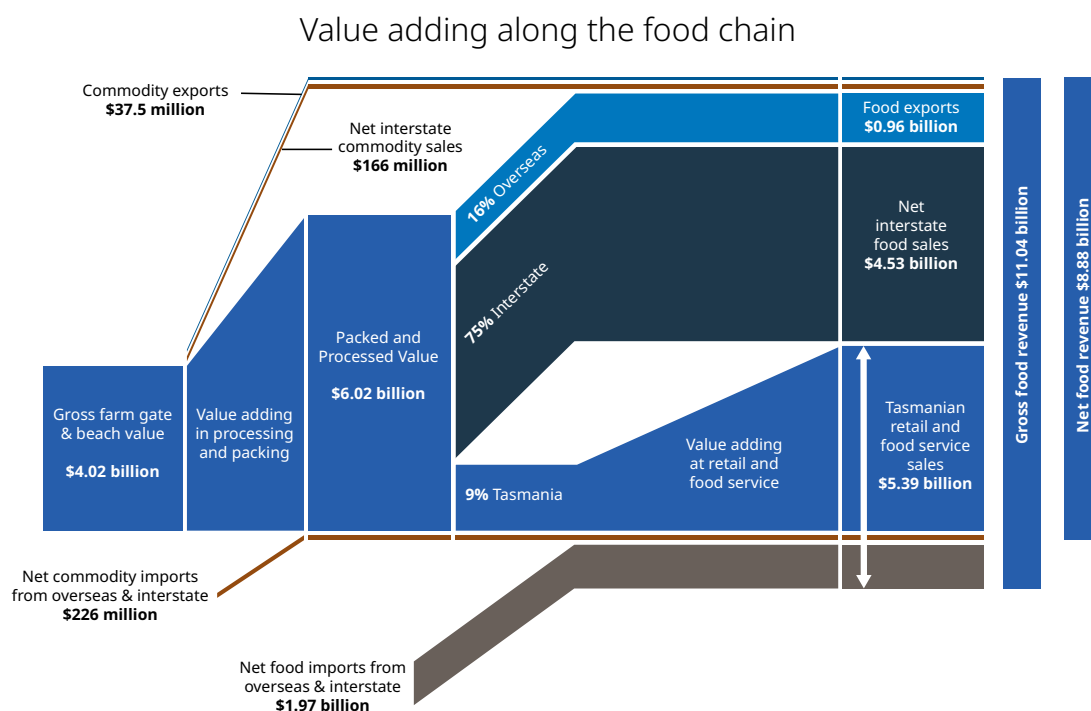 Value adding along the food chain
Commodity exports
$37.5 million
Net interstate
commodity sales
$166 million
Gross farm gate
& beach value
$4.02 billion
Value adding
in processing
and packing
Packed and
Processed Value
$6.02 billion
16% Overseas
75% Interstate
9% Tasmania
Value adding
at retail and
food service
Food exports
$0.96 billion
Net
interstate
food sales
$4.53 billion
Tasmanian
retail and
food service
sales
$5.39 billion
Gross food revenue $11.04 billion
Net food revenue $8.88 billion
Net commodity imports
from overseas & interstate
$226 million
Net food imports from
overseas & interstate
$1.97 billion